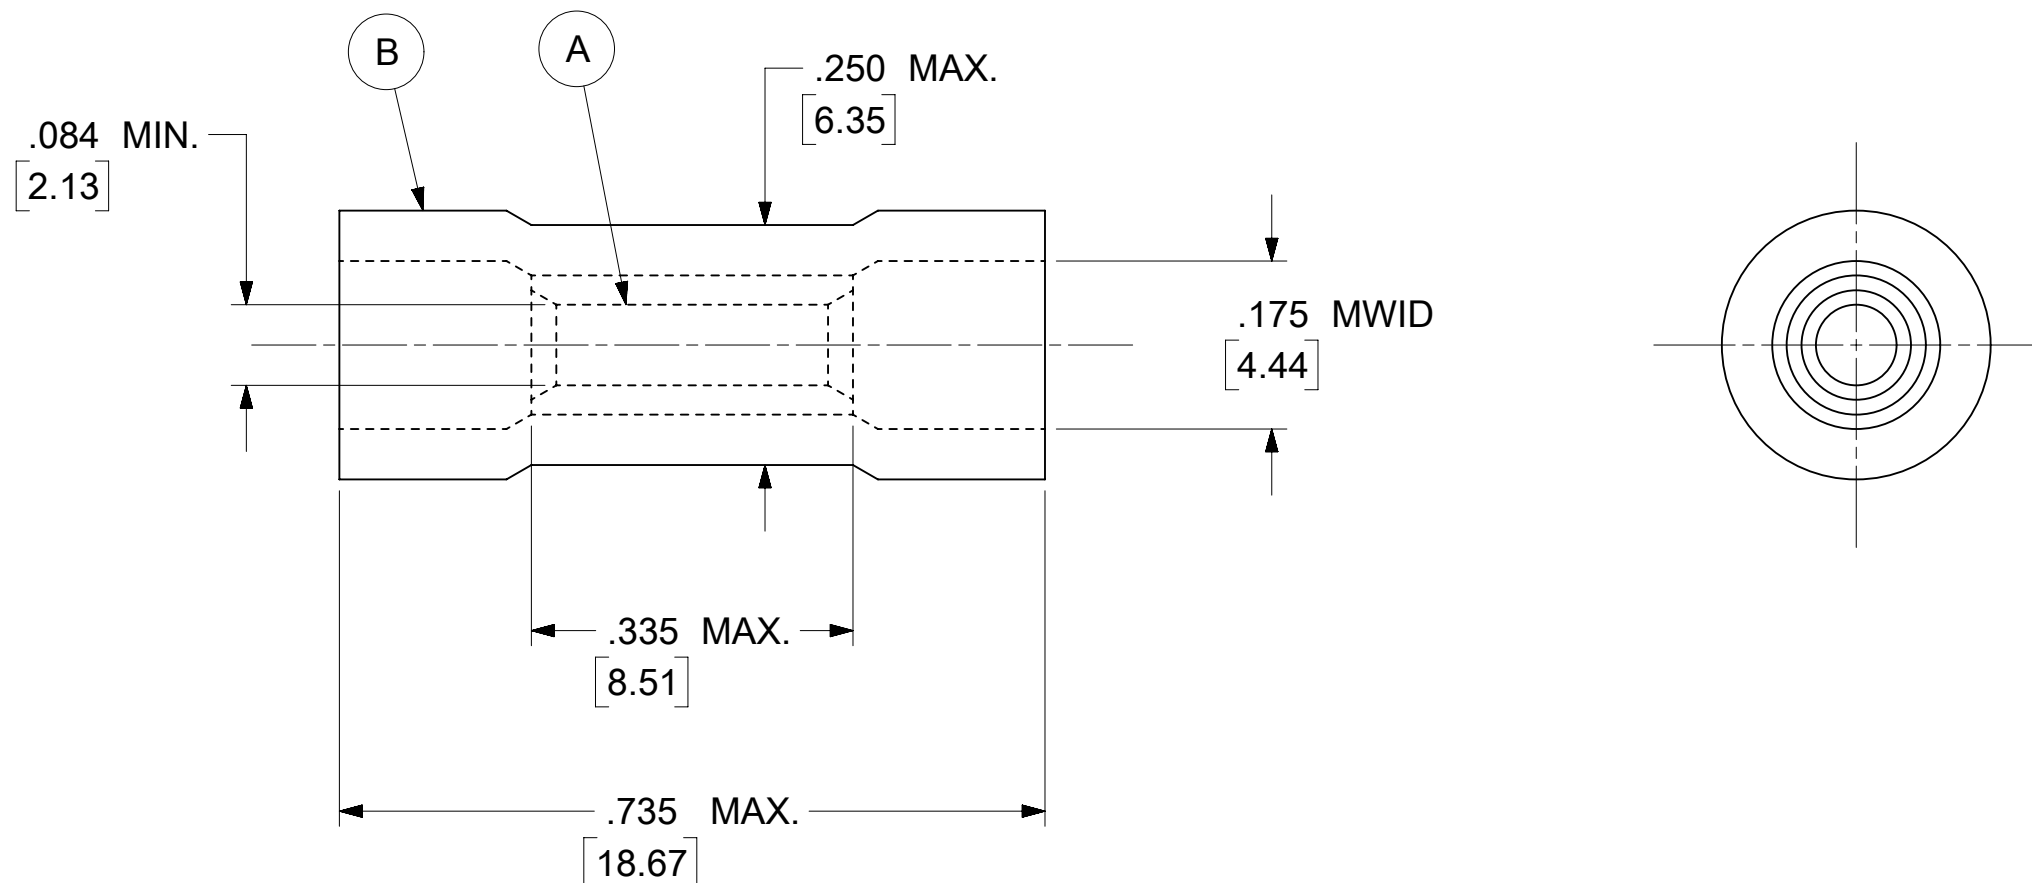 B
A
.250 MAX.
[6.35]
.084 MIN.
[2.13]
.175 MWID
[4.44]
.335 MAX.
[8.51]
.735 MAX.
[18.67]